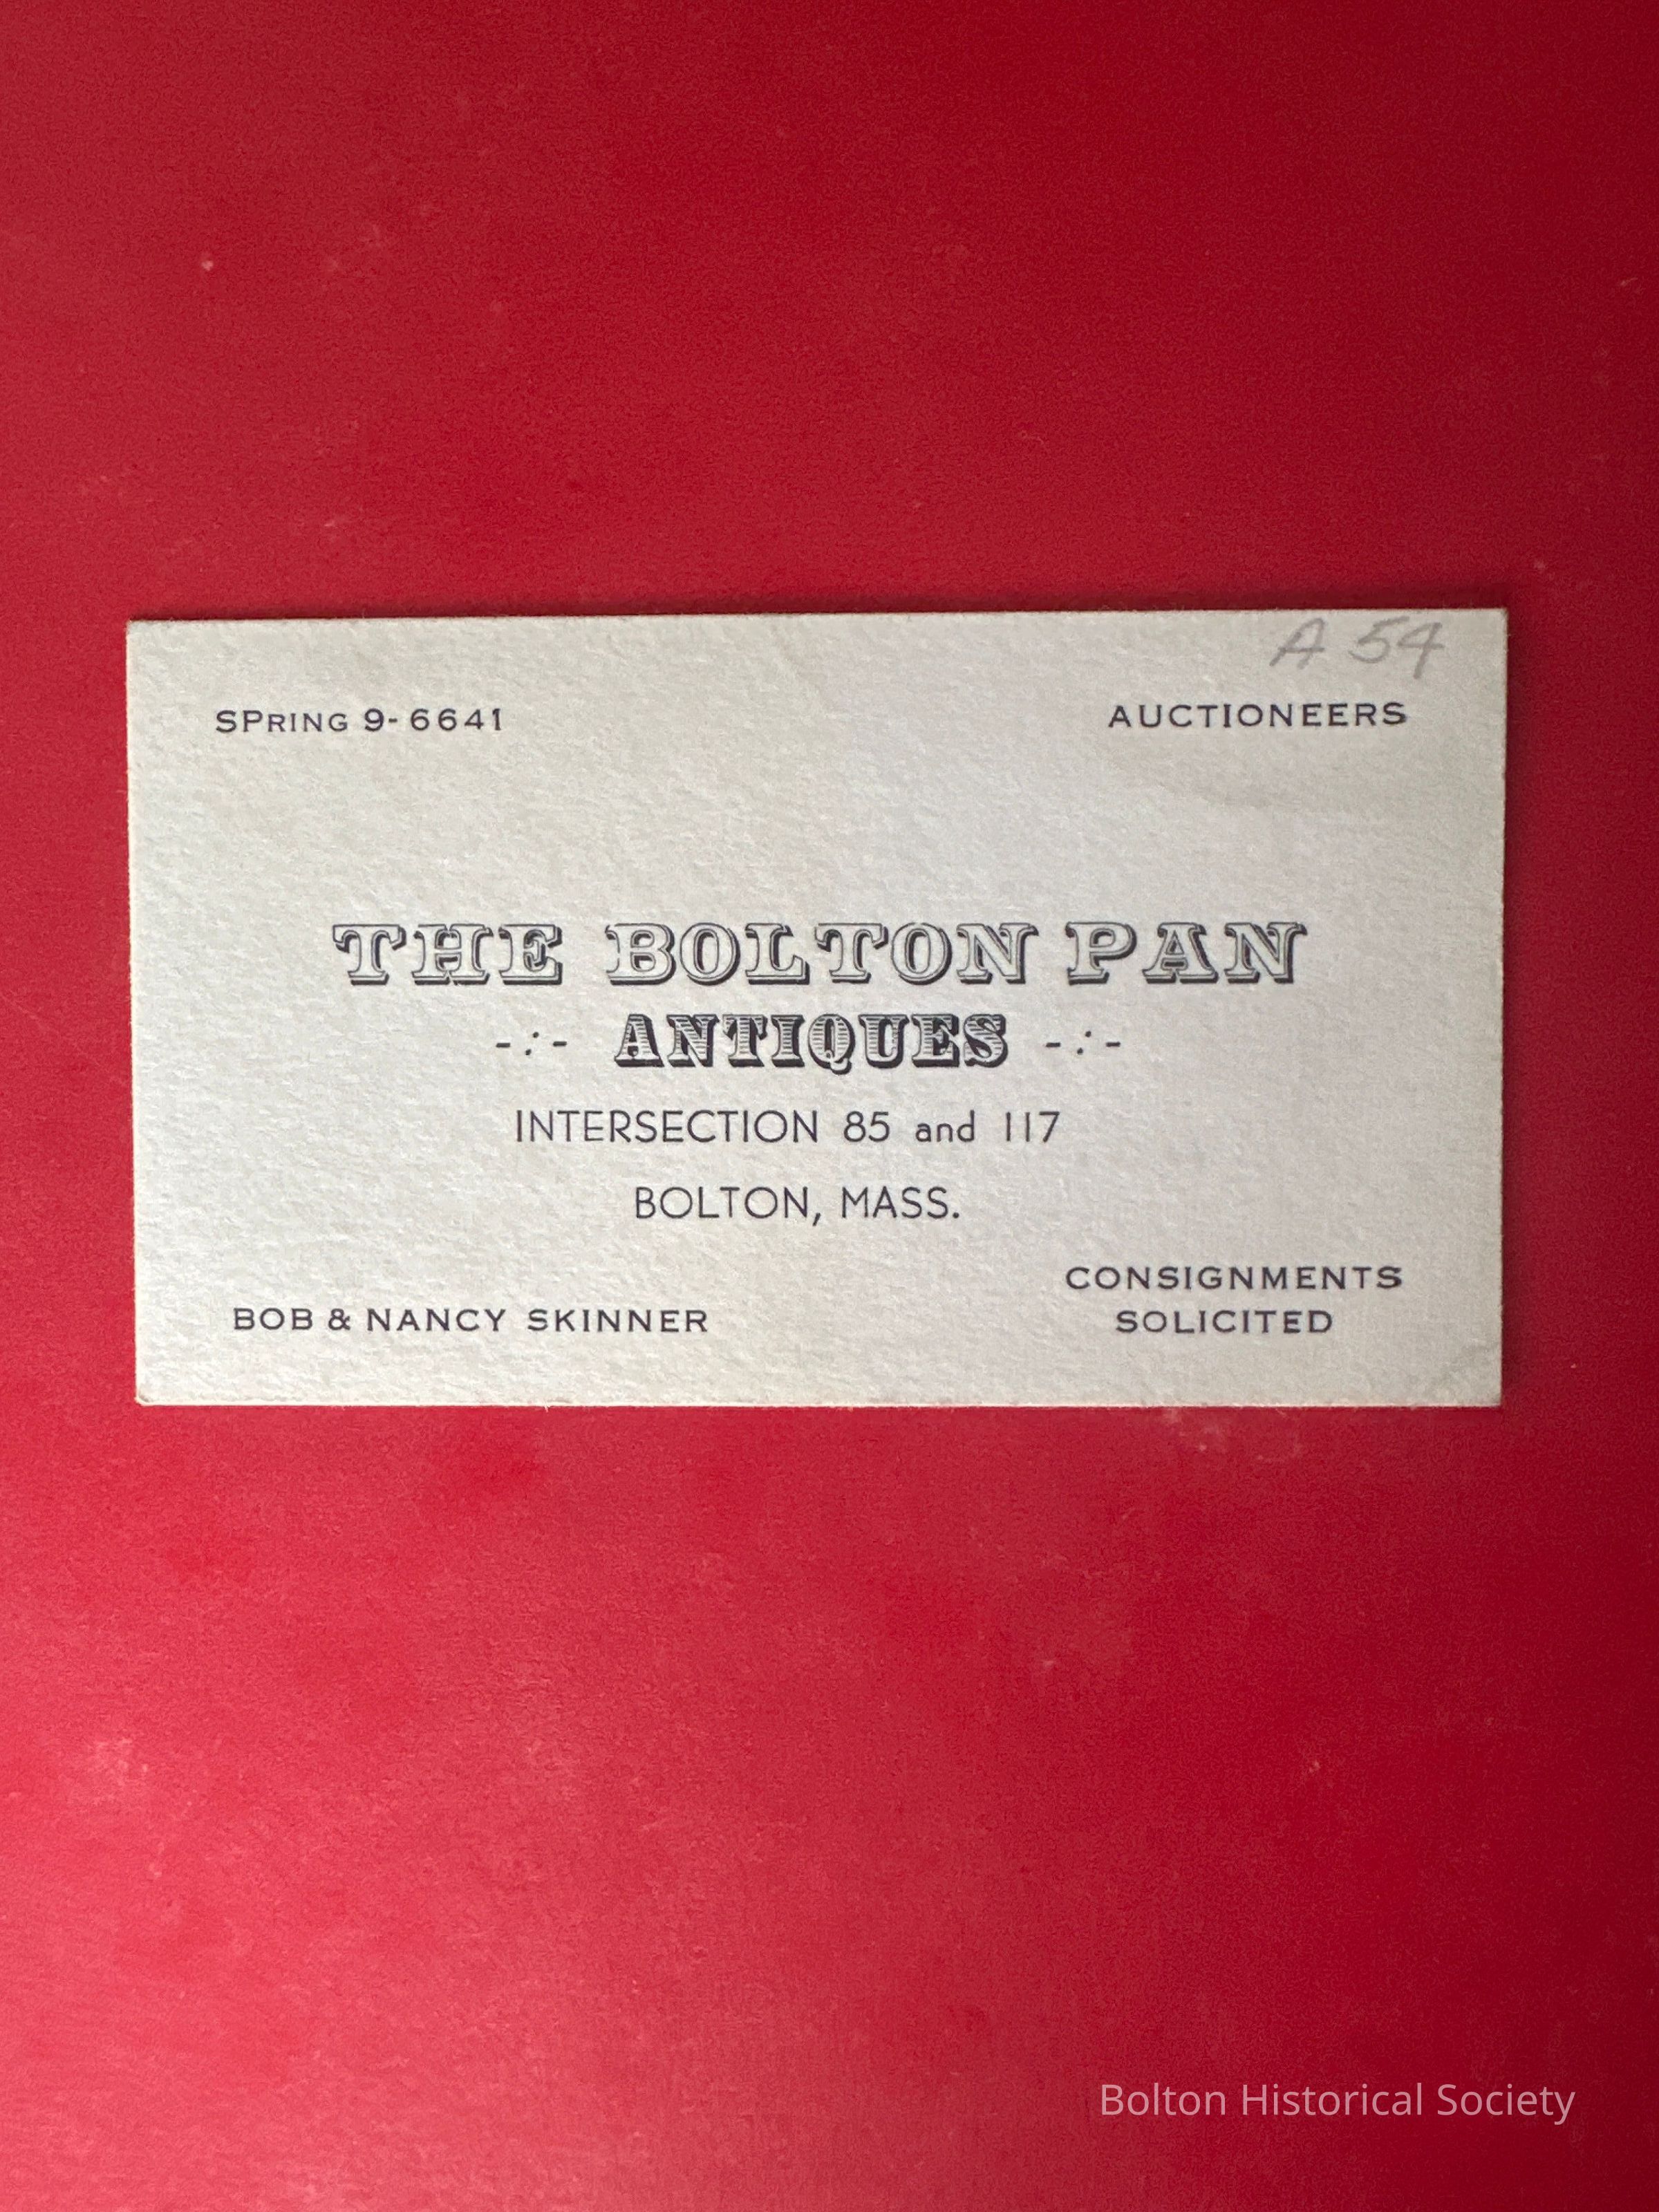 A 54
SPRING 9-6641
AUCTIONEERS
THE BOLTON PAN
-:- ANTIQUES -:-
INTERSECTION 85 and 117
BOLTON, MASS.
BOB & NANCY SKINNER
CONSIGNMENTS
SOLICITED
Bolton Historical Society